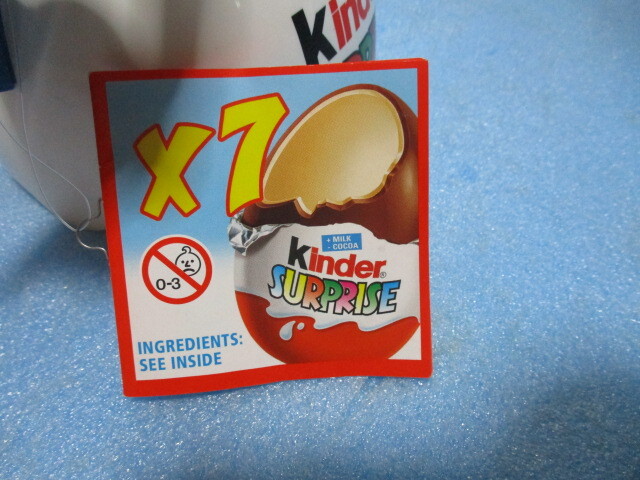 Kinder
x7
+ MILK
- COCOA
Kinder®
SURPRISE
0-3
INGREDIENTS:
SEE INSIDE